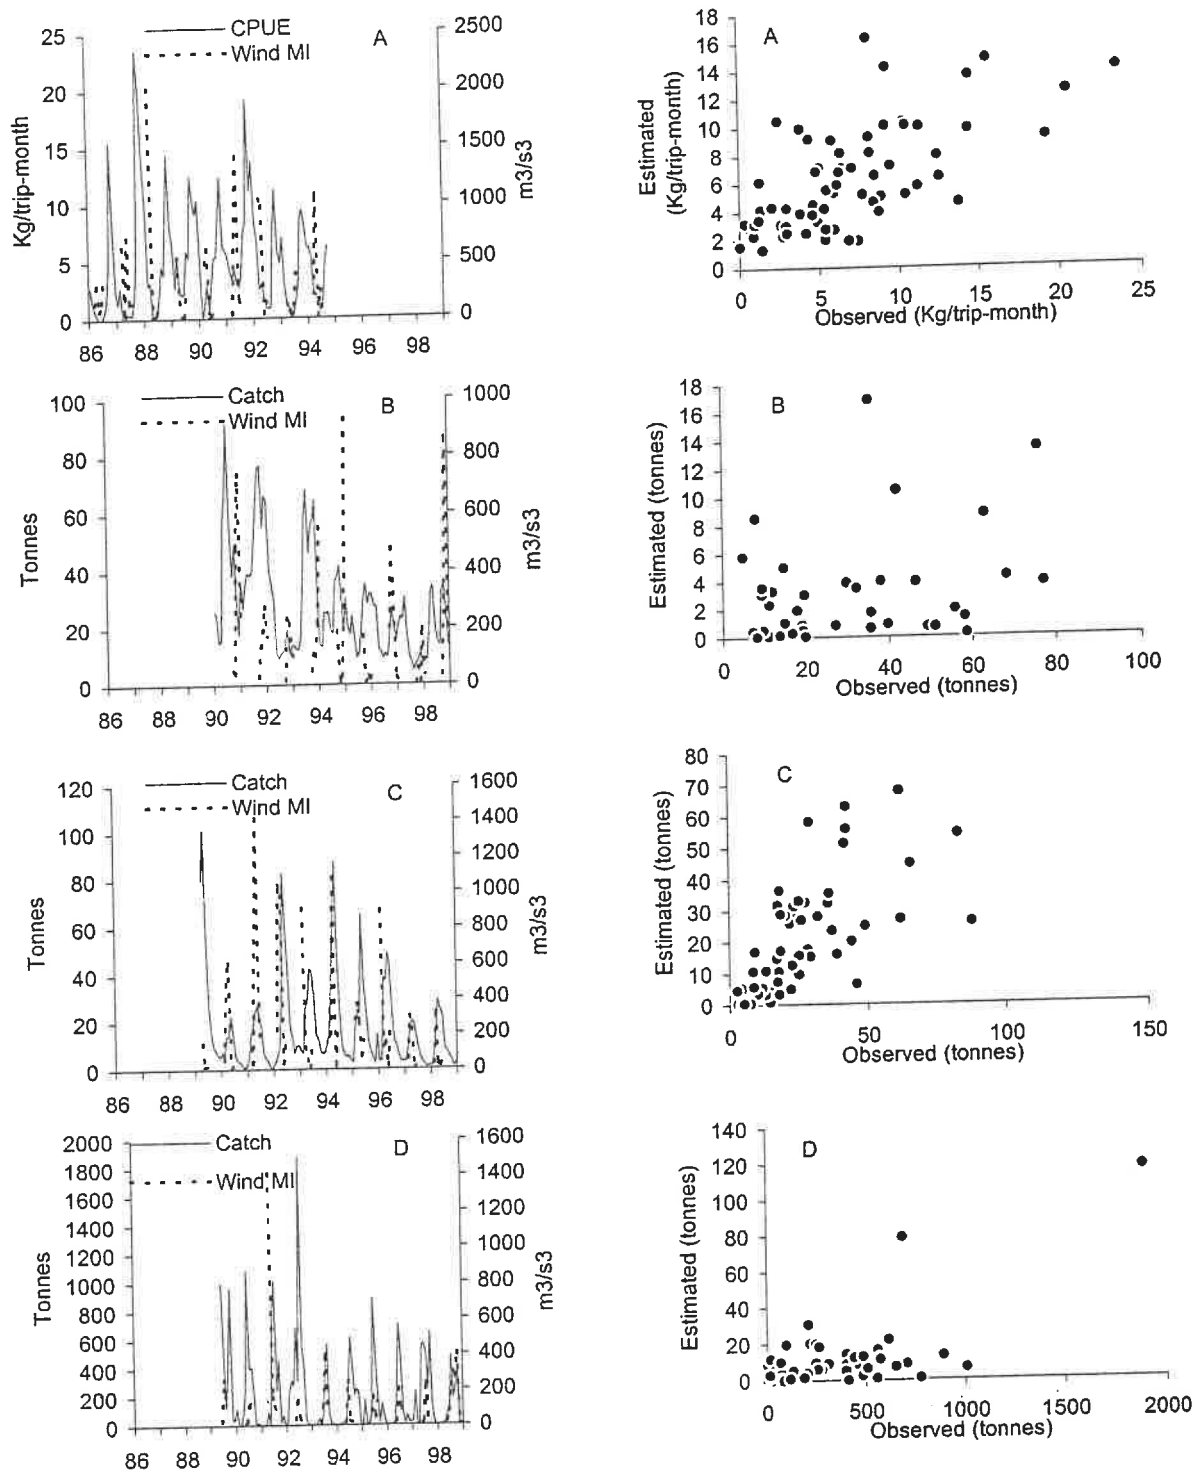 CPUE
Wind MI
A
Kg/trip-month
25
20
15
10
5
0
2500
2000
1500
1000
500
0
m3/s3
86 88 90 92 94 96 98
A
Estimated
(Kg/trip-month)
18
16
14
12
10
8
6
4
2
0
0 5 10 15 20 25
Observed (Kg/trip-month)
Catch
Wind MI
B
Tonnes
100
80
60
40
20
0
1000
800
600
400
200
0
m3/s3
86 88 90 92 94 96 98
B
Estimated (tonnes)
18
16
14
12
10
8
6
4
2
0
0 20 40 60 80 100
Observed (tonnes)
Catch
Wind MI
C
Tonnes
120
100
80
60
40
20
0
1600
1400
1200
1000
800
600
400
200
0
m3/s3
86 88 90 92 94 96 98
C
Estimated (tonnes)
80
70
60
50
40
30
20
10
0
0 50 100 150
Observed (tonnes)
Catch
Wind MI
D
Tonnes
2000
1800
1600
1400
1200
1000
800
600
400
200
0
1600
1400
1200
1000
800
600
400
200
0
m3/s3
86 88 90 92 94 96 98
D
Estimated (tonnes)
140
120
100
80
60
40
20
0
0 500 1000 1500 2000
Observed (tonnes)